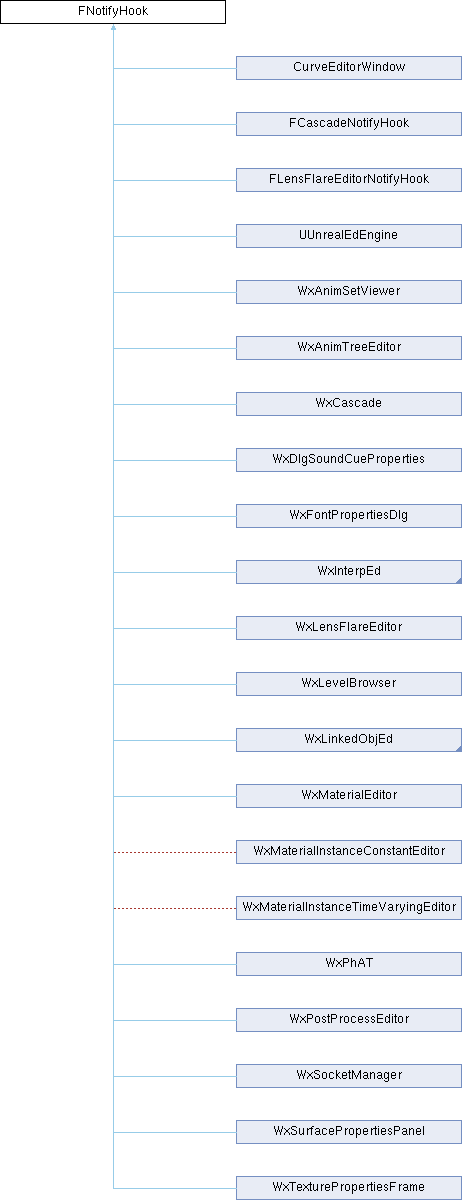 FNotifyHook
CurveEditorWindow
FCascadeNotifyHook
FLensFlareEditorNotifyHook
UUnrealEdEngine
WxAnimSetViewer
WxAnimTreeEditor
WxCascade
WxDlgSoundCueProperties
WxFontPropertiesDlg
WxInterpEd
WxLensFlareEditor
WxLevelBrowser
WxLinkedObjEd
WxMaterialEditor
WxMaterialInstanceConstantEditor
WxMaterialInstanceTimeVaryingEditor
WxPhAT
WxPostProcessEditor
WxSocketManager
WxSurfacePropertiesPanel
WxTexturePropertiesFrame